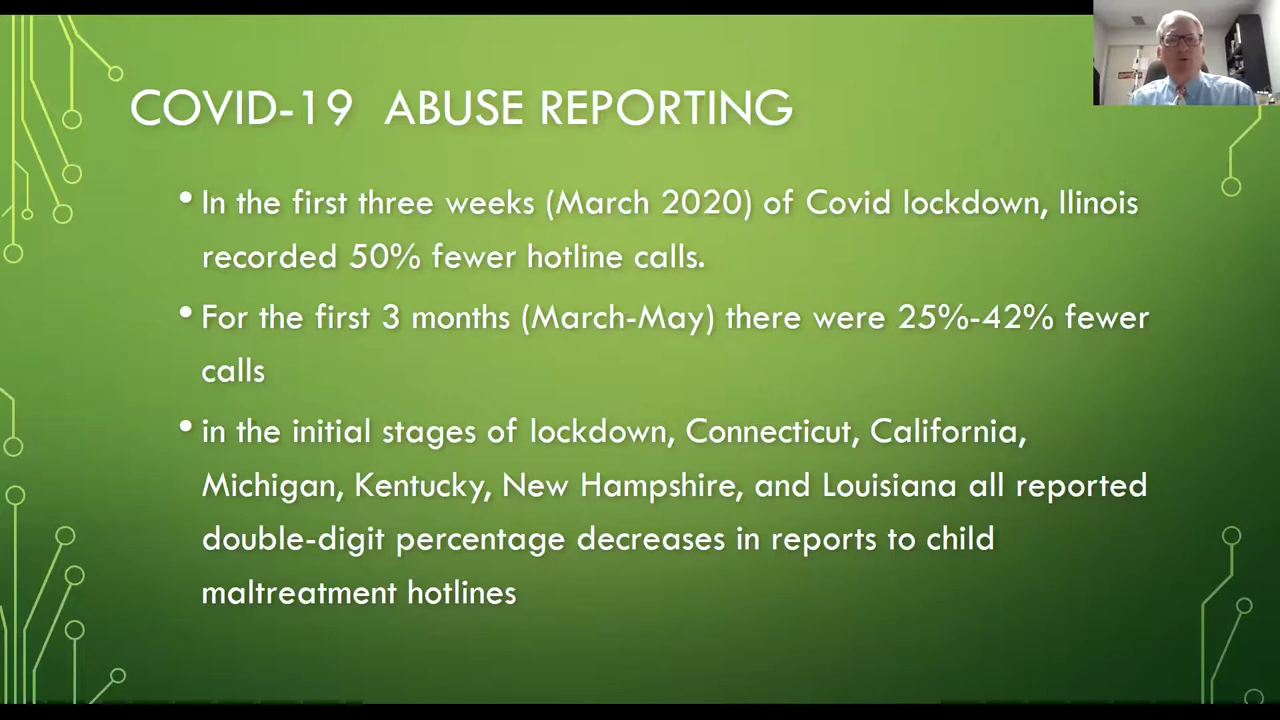 COVID-19 ABUSE REPORTING
• In the first three weeks (March 2020) of Covid lockdown, Ilinois
recorded 50% fewer hotline calls.
• For the first 3 months (March-May) there were 25%-42% fewer
calls
• in the initial stages of lockdown, Connecticut, California,
Michigan, Kentucky, New Hampshire, and Louisiana all reported
double-digit percentage decreases in reports to child
maltreatment hotlines